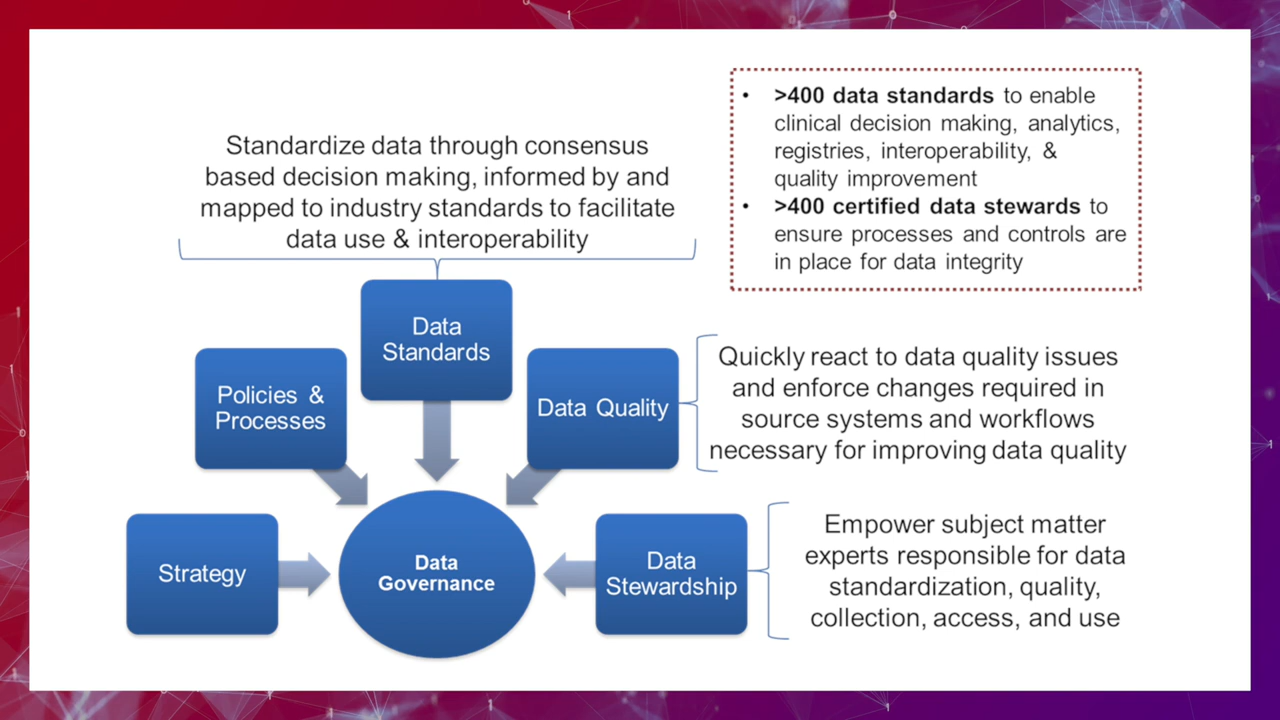 Standardize data through consensus
based decision making, informed by and
mapped to industry standards to facilitate
data use & interoperability
• >400 data standards to enable
clinical decision making, analytics,
registries, interoperability, &
quality improvement
• >400 certified data stewards to
ensure processes and controls are
in place for data integrity
Data
Standards
Policies &
Processes
Data Quality
Quickly react to data quality issues
and enforce changes required in
source systems and workflows
necessary for improving data quality
Strategy
Data
Governance
Data
Stewardship
Empower subject matter
experts responsible for data
standardization, quality,
collection, access, and use